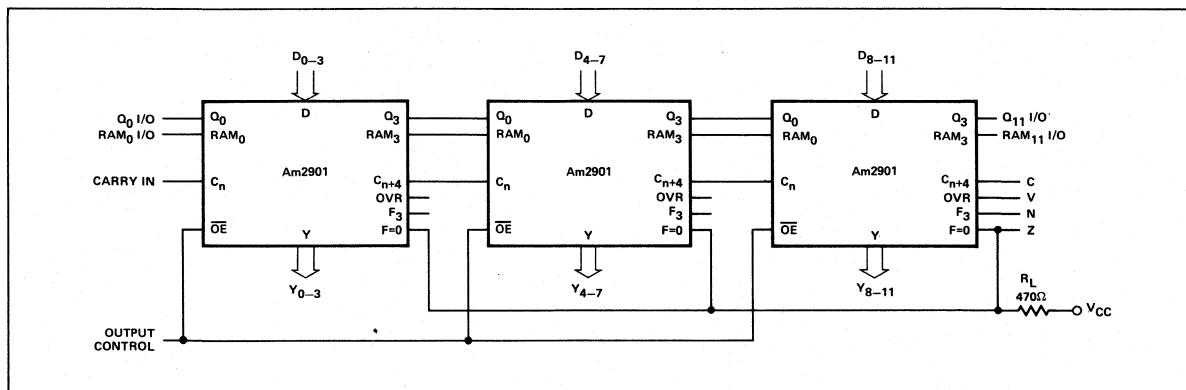 D0–3 D4–7 D8–11
Q0 I/O Q0 D Q3 Q0 D Q3 Q0 D Q3 Q11 I/O
RAM0 I/O RAM0 RAM3 RAM0 RAM3 RAM0 RAM3 RAM11 I/O
Am2901 Am2901 Am2901
CARRY IN Cn Cn+4 Cn Cn+4 Cn Cn+4 C
OVR OVR OVR V
F3 F3 F3 N
OE Y F=0 OE Y F=0 OE Y F=0 Z
Y0–3 Y4–7 Y8–11
RL
470Ω
VCC
OUTPUT
CONTROL